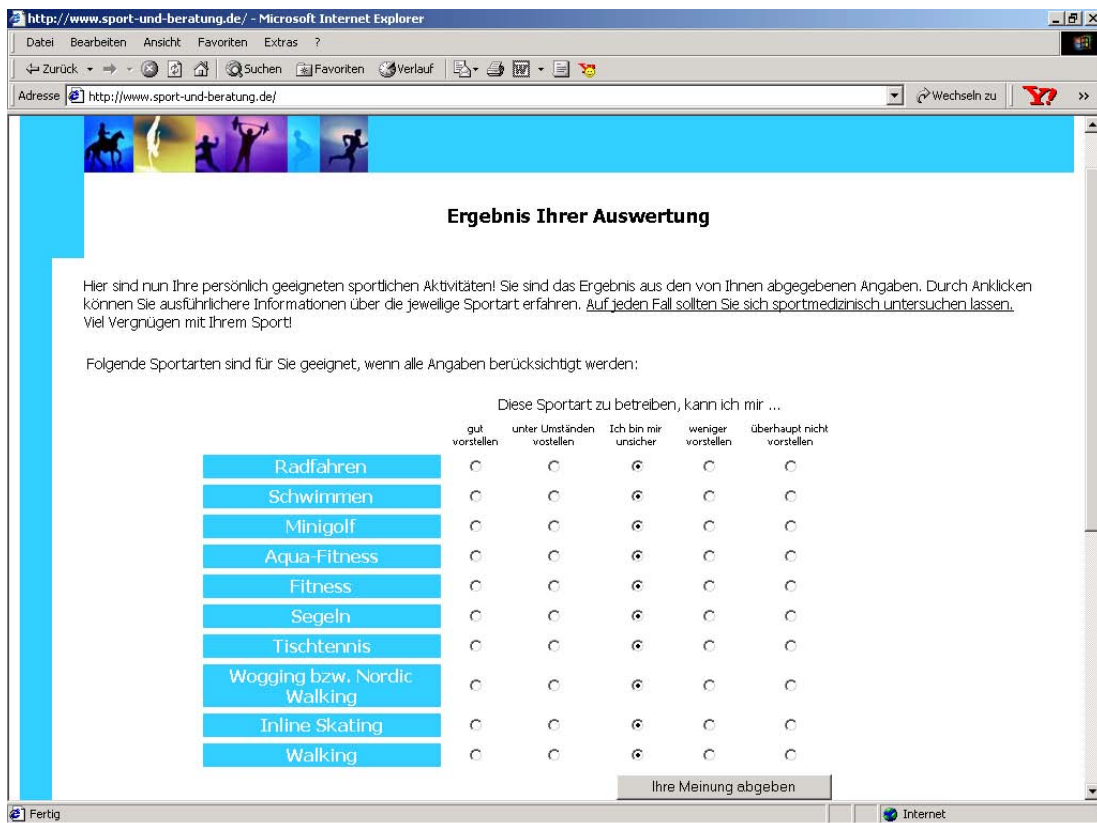 http://www.sport-und-beratung.de/ - Microsoft Internet Explorer
Datei Bearbeiten Ansicht Favoriten Extras ?
Zurück Suchen Favoriten Verlauf
Adresse http://www.sport-und-beratung.de/ Wechseln zu Y? »
Ergebnis Ihrer Auswertung
Hier sind nun Ihre persönlich geeigneten sportlichen Aktivitäten! Sie sind das Ergebnis aus den von Ihnen abgegebenen Angaben. Durch Anklicken
können Sie ausführlichere Informationen über die jeweilige Sportart erfahren. Auf jeden Fall sollten Sie sich sportmedizinisch untersuchen lassen.
Viel Vergnügen mit Ihrem Sport!
Folgende Sportarten sind für Sie geeignet, wenn alle Angaben berücksichtigt werden:
Diese Sportart zu betreiben, kann ich mir ...
gut unter Umständen Ich bin mir weniger überhaupt nicht
vorstellen vostellen unsicher vorstellen vorstellen
Radfahren
Schwimmen
Minigolf
Aqua-Fitness
Fitness
Segeln
Tischtennis
Wogging bzw. Nordic
Walking
Inline Skating
Walking
Ihre Meinung abgeben
Fertig Internet